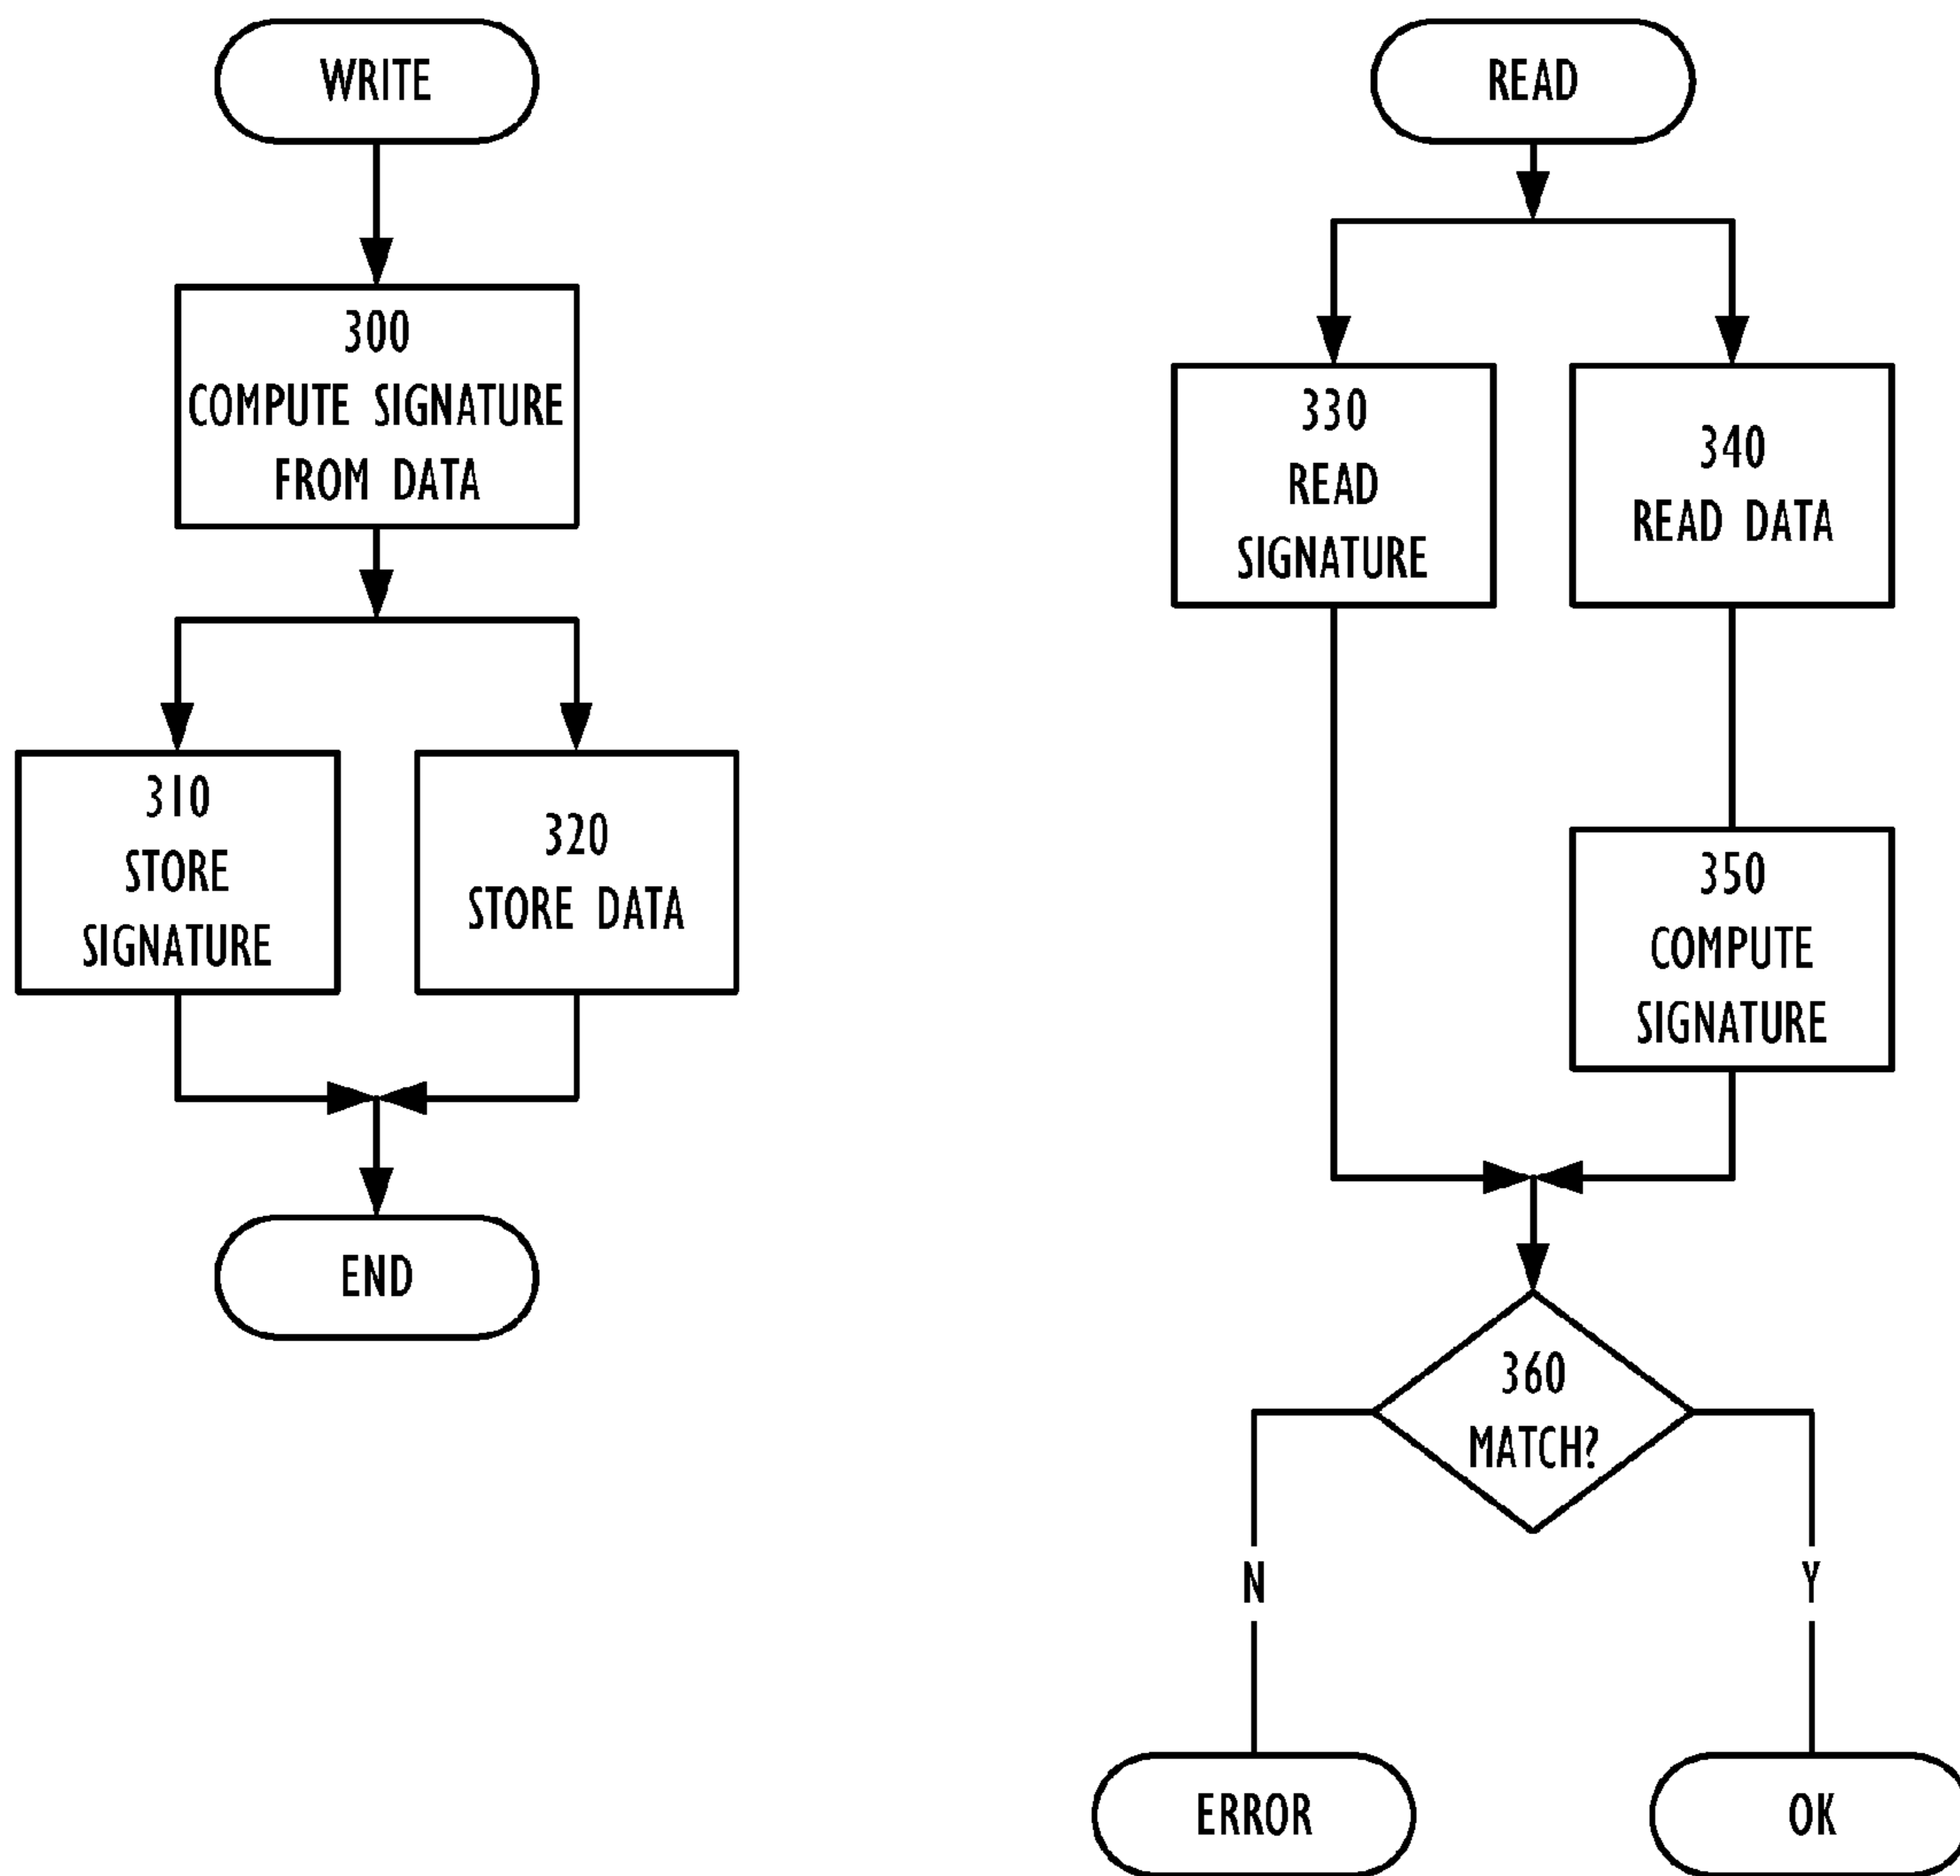 WRITE
300
COMPUTE SIGNATURE
FROM DATA
310
STORE
SIGNATURE
320
STORE DATA
END
READ
330
READ
SIGNATURE
340
READ DATA
350
COMPUTE
SIGNATURE
360
MATCH?
N
Y
ERROR
OK